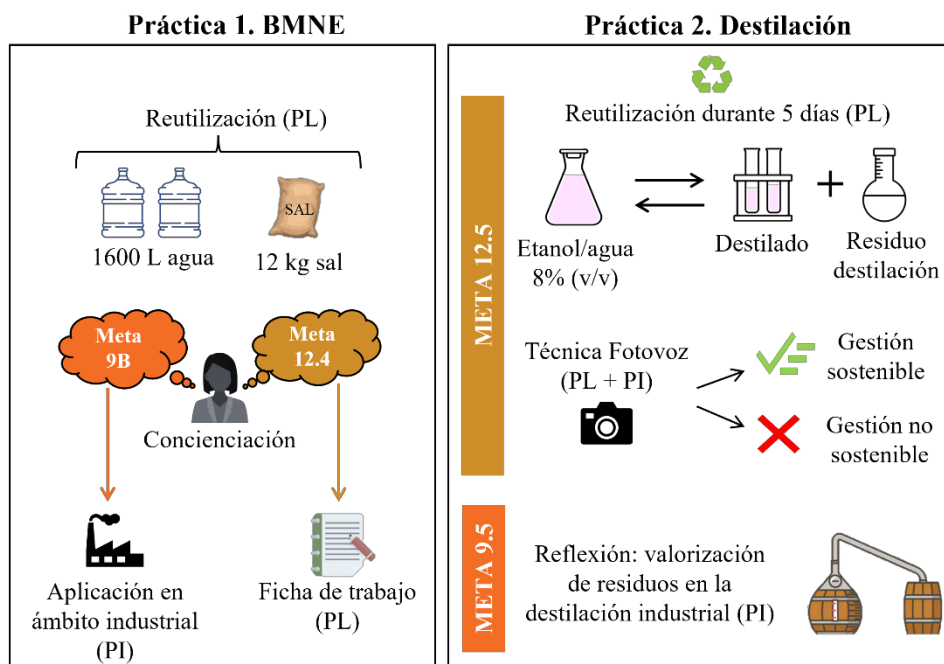 Práctica 1. BMNE
Reutilización (PL)
SAL
1600 L agua
12 kg sal
Meta
9B
Meta
12.4
Concienciación
Aplicación en
ámbito industrial
(PI)
Ficha de trabajo
(PL)
Práctica 2. Destilación
META 12.5
Reutilización durante 5 días (PL)
Etanol/agua
8% (v/v)
Destilado
Residuo
destilación
Técnica Fotovoz
(PL + PI)
Gestión
sostenible
Gestión no
sostenible
META 9.5
Reflexión: valorización
de residuos en la
destilación industrial (PI)